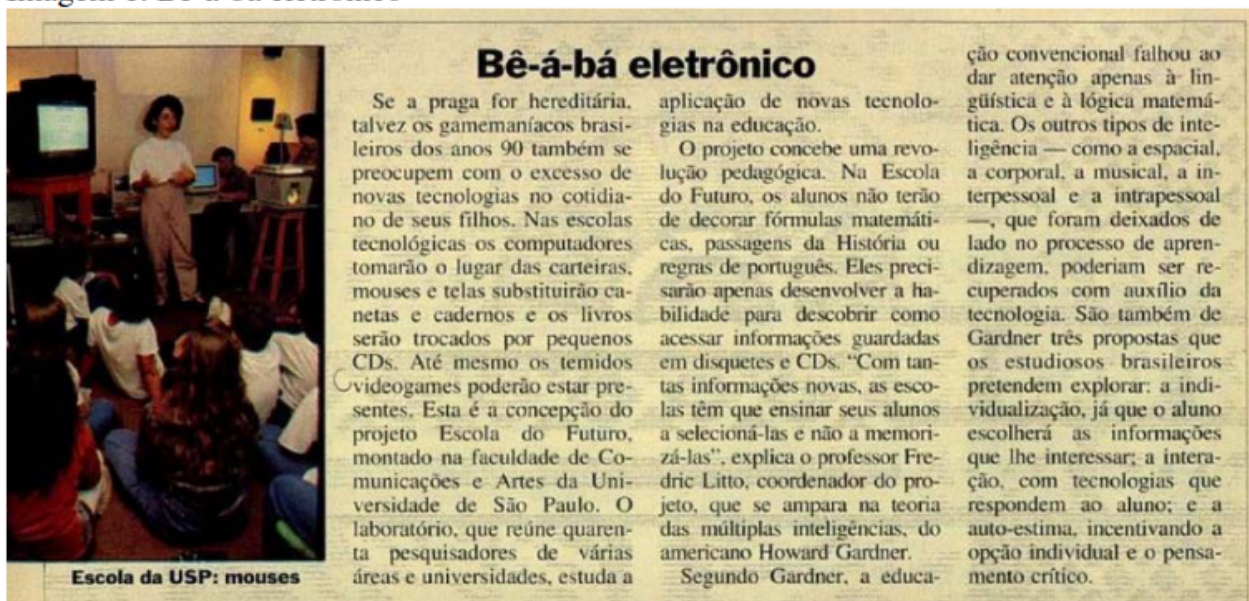 Bê-á-bá eletrônico
Se a praga for hereditária,
talvez os gamemaníacos brasi-
leiros dos anos 90 também se
preocupem com o excesso de
novas tecnologias no cotidia-
no de seus filhos. Nas escolas
tecnológicas os computadores
tomarão o lugar das carteiras,
mouses e telas substituirão ca-
netas e cadernos e os livros
serão trocados por pequenos
CDs. Até mesmo os temidos
videogames poderão estar pre-
sentes. Esta é a concepção do
projeto Escola do Futuro,
montado na faculdade de Co-
municações e Artes da Uni-
versidade de São Paulo. O
laboratório, que reúne quaren-
ta pesquisadores de várias
áreas e universidades, estuda a
aplicação de novas tecnolo-
gias na educação.
O projeto concebe uma revo-
lução pedagógica. Na Escola
do Futuro, os alunos não terão
de decorar fórmulas matemáti-
cas, passagens da História ou
regras de português. Eles preci-
sarão apenas desenvolver a ha-
bilidade para descobrir como
acessar informações guardadas
em disquetes e CDs. “Com tan-
tas informações novas, as esco-
las têm que ensinar seus alunos
a selecioná-las e não a memori-
zá-las”, explica o professor Fre-
dric Litto, coordenador do pro-
jeto, que se ampara na teoria
das múltiplas inteligências, do
americano Howard Gardner.
Segundo Gardner, a educa-
ção convencional falhou ao
dar atenção apenas à lin-
güística e à lógica matemá-
tica. Os outros tipos de inte-
ligência — como a espacial,
a corporal, a musical, a in-
terpessoal e a intrapessoal
—, que foram deixados de
lado no processo de apren-
dizagem, poderiam ser re-
cuperados com auxílio da
tecnologia. São também de
Gardner três propostas que
os estudiosos brasileiros
pretendem explorar: a indi-
vidualização, já que o aluno
escolherá as informações
que lhe interessar; a intera-
ção, com tecnologias que
respondem ao aluno; e a
auto-estima, incentivando a
opção individual e o pensa-
mento crítico.
Escola da USP: mouses